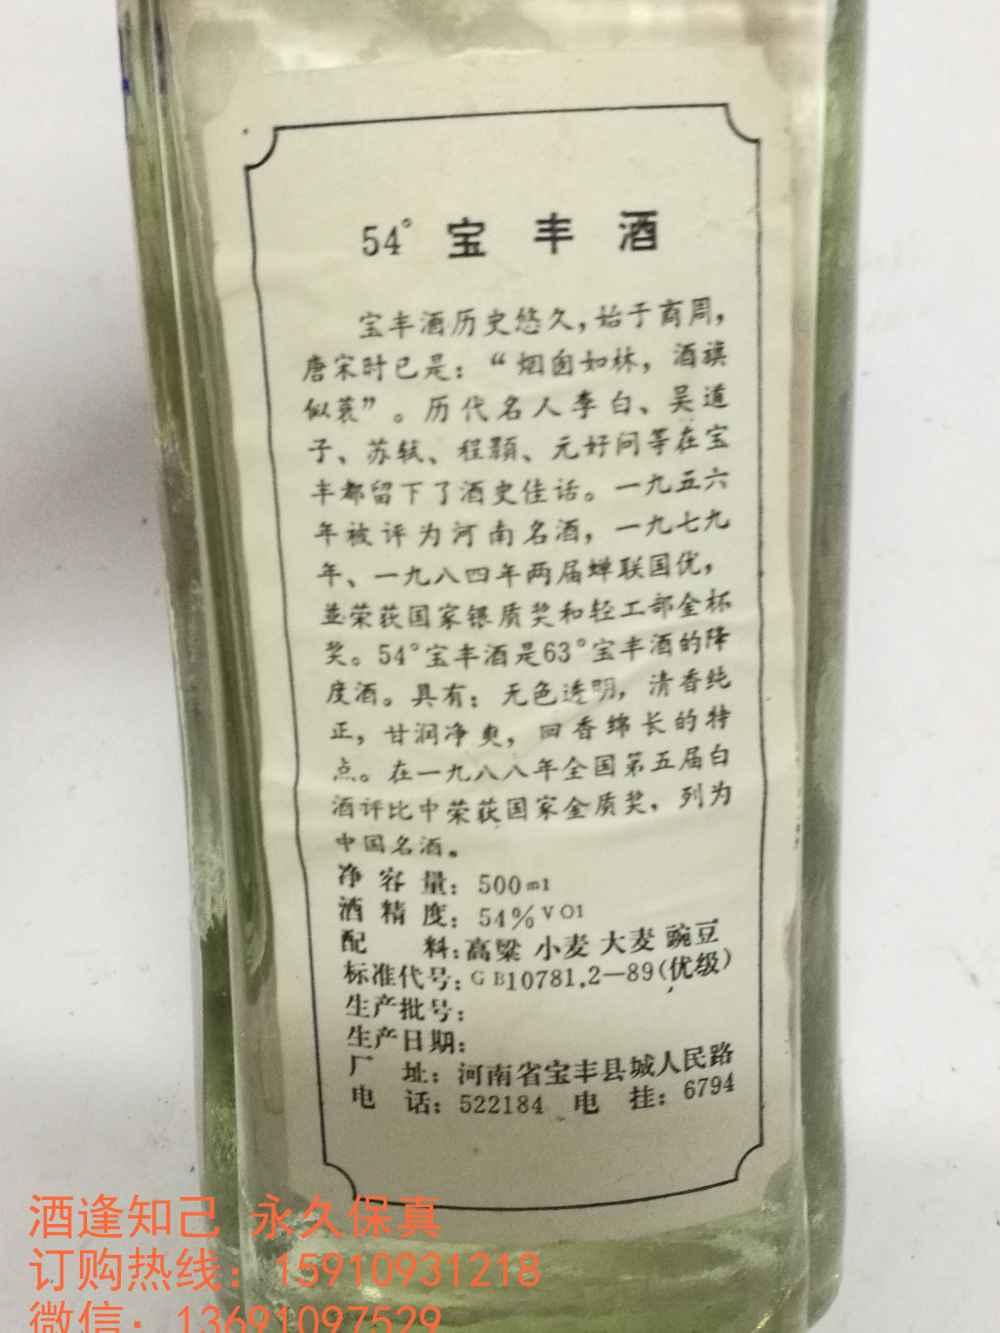 54° 宝丰酒
宝丰酒历史悠久，始于商周，
唐宋时已是：“烟囱如林，酒旗
似蓑”。历代名人李白、吴道
子、苏轼、程颢、元好问等在宝
丰都留下了酒史佳话。一九五六
年被评为河南名酒，一九七九
年、一九八四年两届蝉联国优，
並荣获国家银质奖和轻工部金杯
奖。54°宝丰酒是63°宝丰酒的降
度酒。具有：无色透明，清香纯
正，甘润净爽，回香绵长的特
点。在一九八八年全国第五届白
酒评比中荣获国家金质奖，列为
中国名酒。
净容量：500ml
酒精度：54%VOl
配料：高粱 小麦 大麦 豌豆
标准代号：GB10781.2—89(优级)
生产批号：
生产日期：
厂址：河南省宝丰县城人民路
电话：522184 电挂：6794
酒逢知己 永久保真
订购热线：15910931218
微信：13691097529